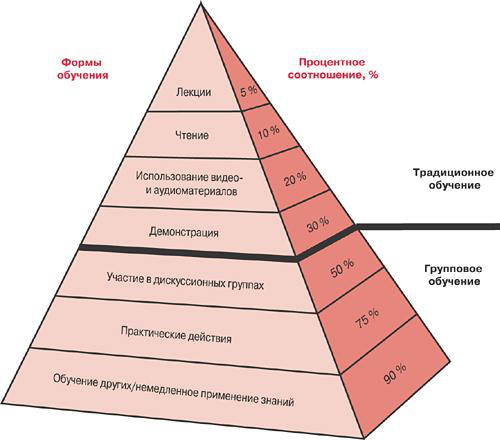 Формы
обучения
Процентное
соотношение, %
Лекции
5 %
Чтение
10 %
Использование видео-
и аудиоматериалов
20 %
Традиционное
обучение
Демонстрация
30 %
Участие в дискуссионных группах
50 %
Групповое
обучение
Практические действия
75 %
Обучение других/немедленное применение знаний
90 %